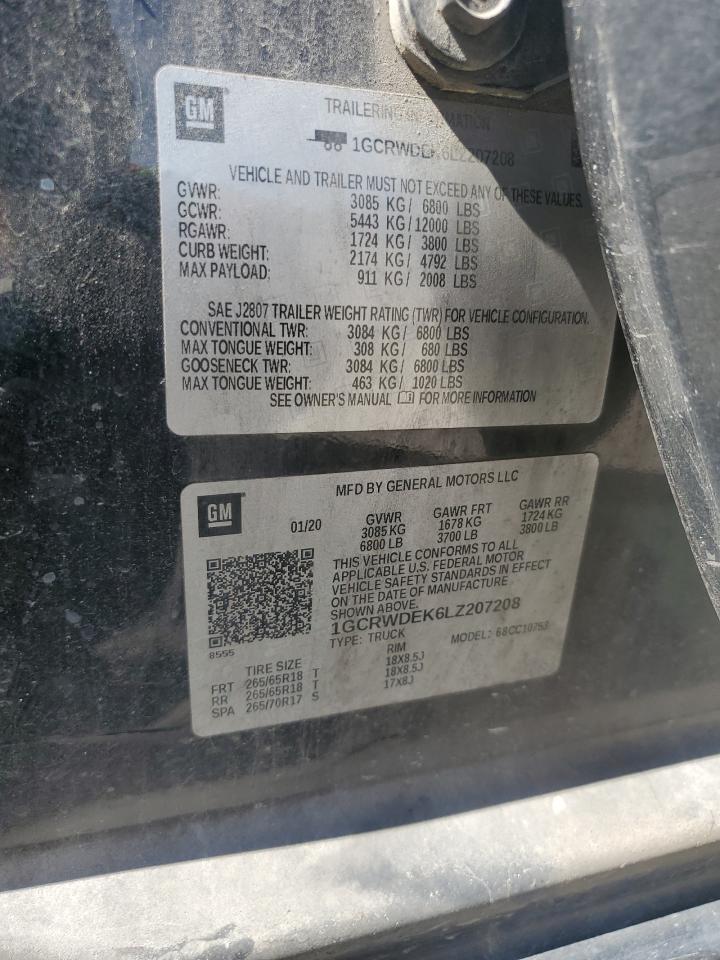 GM
TRAILERING INFORMATION
1GCRWDEK6LZ207208
VEHICLE AND TRAILER MUST NOT EXCEED ANY OF THESE VALUES.
GVWR: 3085 KG/ 6800 LBS
GCWR: 5443 KG/12000 LBS
RGAWR: 1724 KG/ 3800 LBS
CURB WEIGHT: 2174 KG/ 4792 LBS
MAX PAYLOAD: 911 KG/ 2008 LBS
SAE J2807 TRAILER WEIGHT RATING (TWR) FOR VEHICLE CONFIGURATION.
CONVENTIONAL TWR: 3084 KG/ 6800 LBS
MAX TONGUE WEIGHT: 308 KG/ 680 LBS
GOOSENECK TWR: 3084 KG/ 6800 LBS
MAX TONGUE WEIGHT: 463 KG/ 1020 LBS
SEE OWNER'S MANUAL FOR MORE INFORMATION
GM
MFD BY GENERAL MOTORS LLC
01/20 GVWR GAWR FRT GAWR RR
3085 KG 1678 KG 1724 KG
6800 LB 3700 LB 3800 LB
THIS VEHICLE CONFORMS TO ALL
APPLICABLE U.S. FEDERAL MOTOR
VEHICLE SAFETY STANDARDS IN EFFECT
ON THE DATE OF MANUFACTURE
SHOWN ABOVE.
1GCRWDEK6LZ207208
8555 TYPE: TRUCK MODEL: 68CC10753
TIRE SIZE RIM
FRT 265/65R18 T 18X8.5J
RR 265/65R18 T 18X8.5J
SPA 265/70R17 S 17X8J